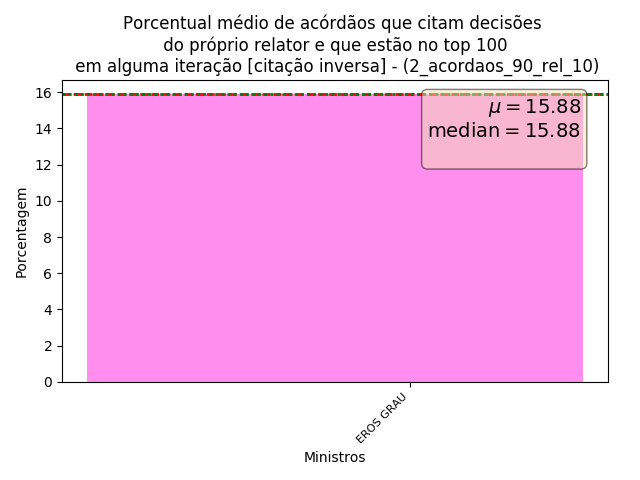 Porcentual médio de acórdãos que citam decisões
do próprio relator e que estão no top 100
em alguma iteração [citação inversa] - (2_acordaos_90_rel_10)
16
14
12
10
8
6
4
2
0
μ = 15.88
median = 15.88
Porcentagem
EROS GRAU
Ministros